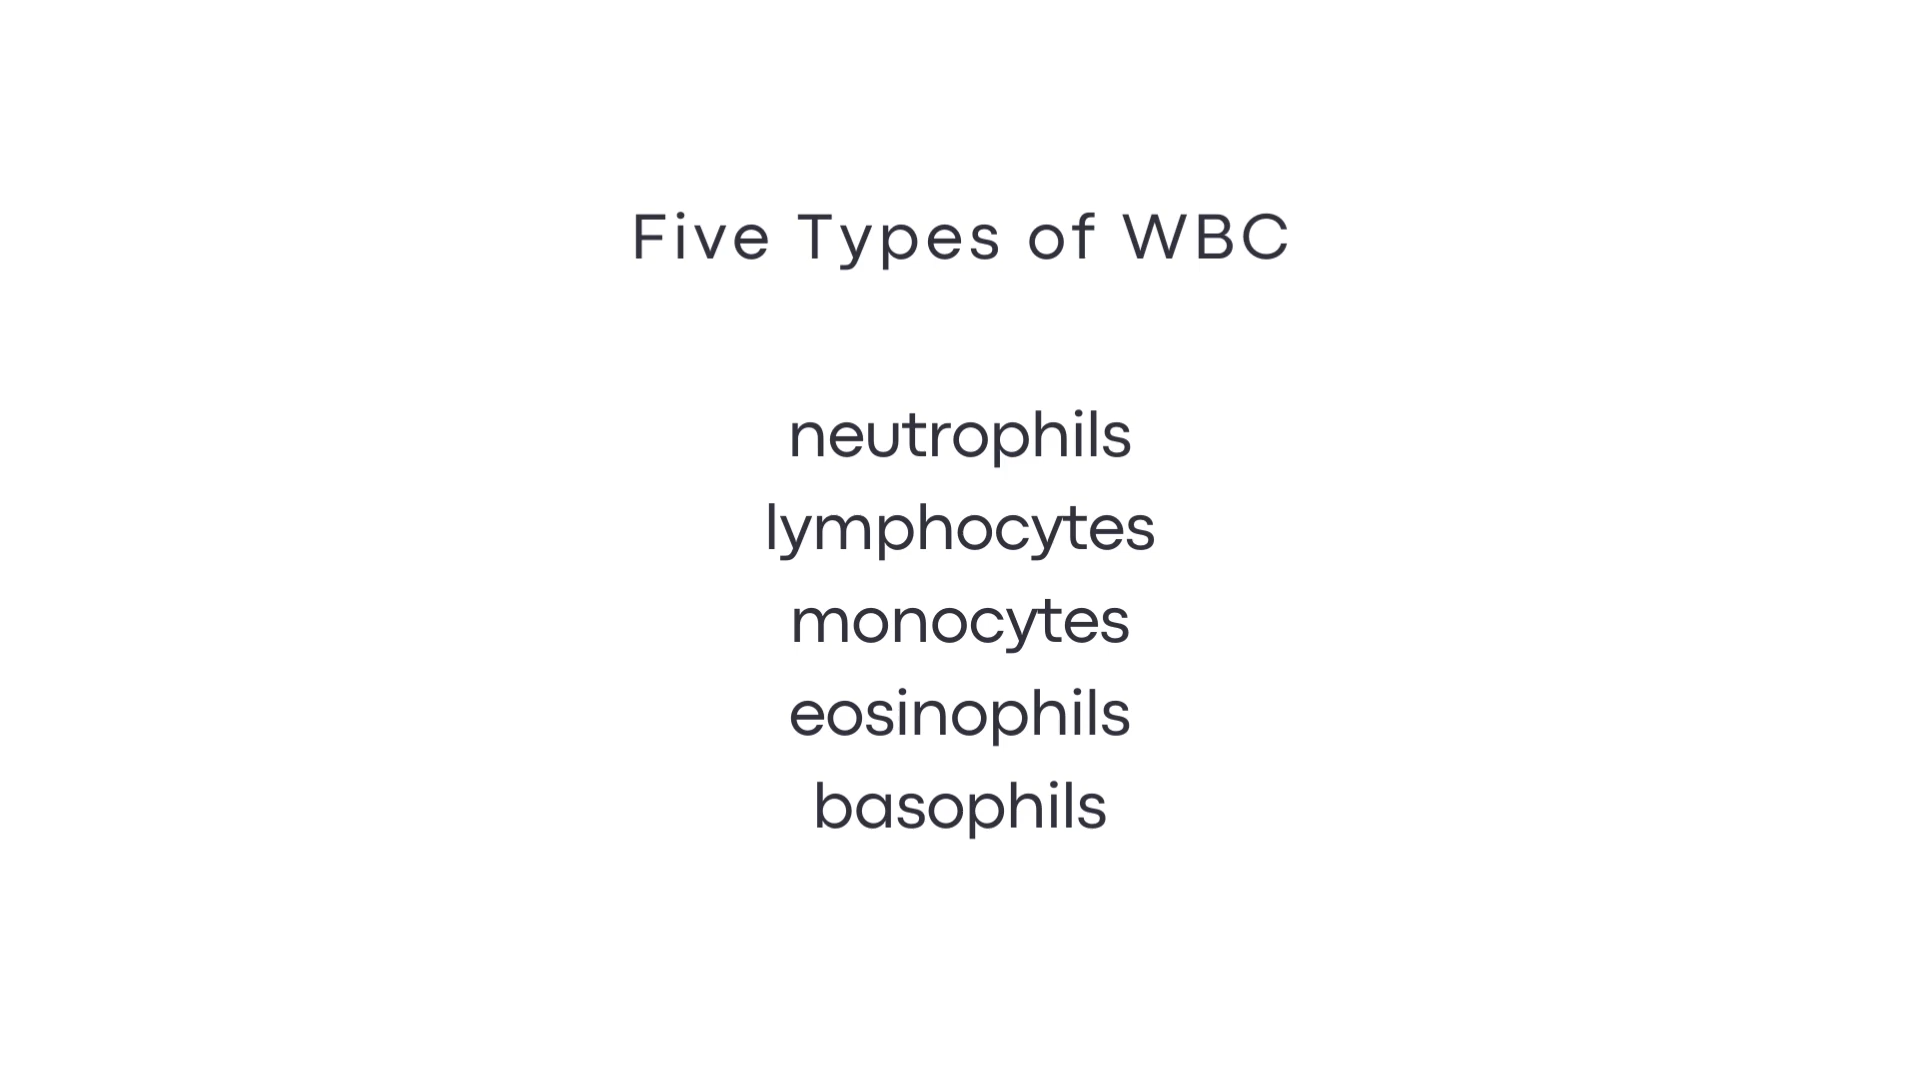 Five Types of WBC
neutrophils
lymphocytes
monocytes
eosinophils
basophils